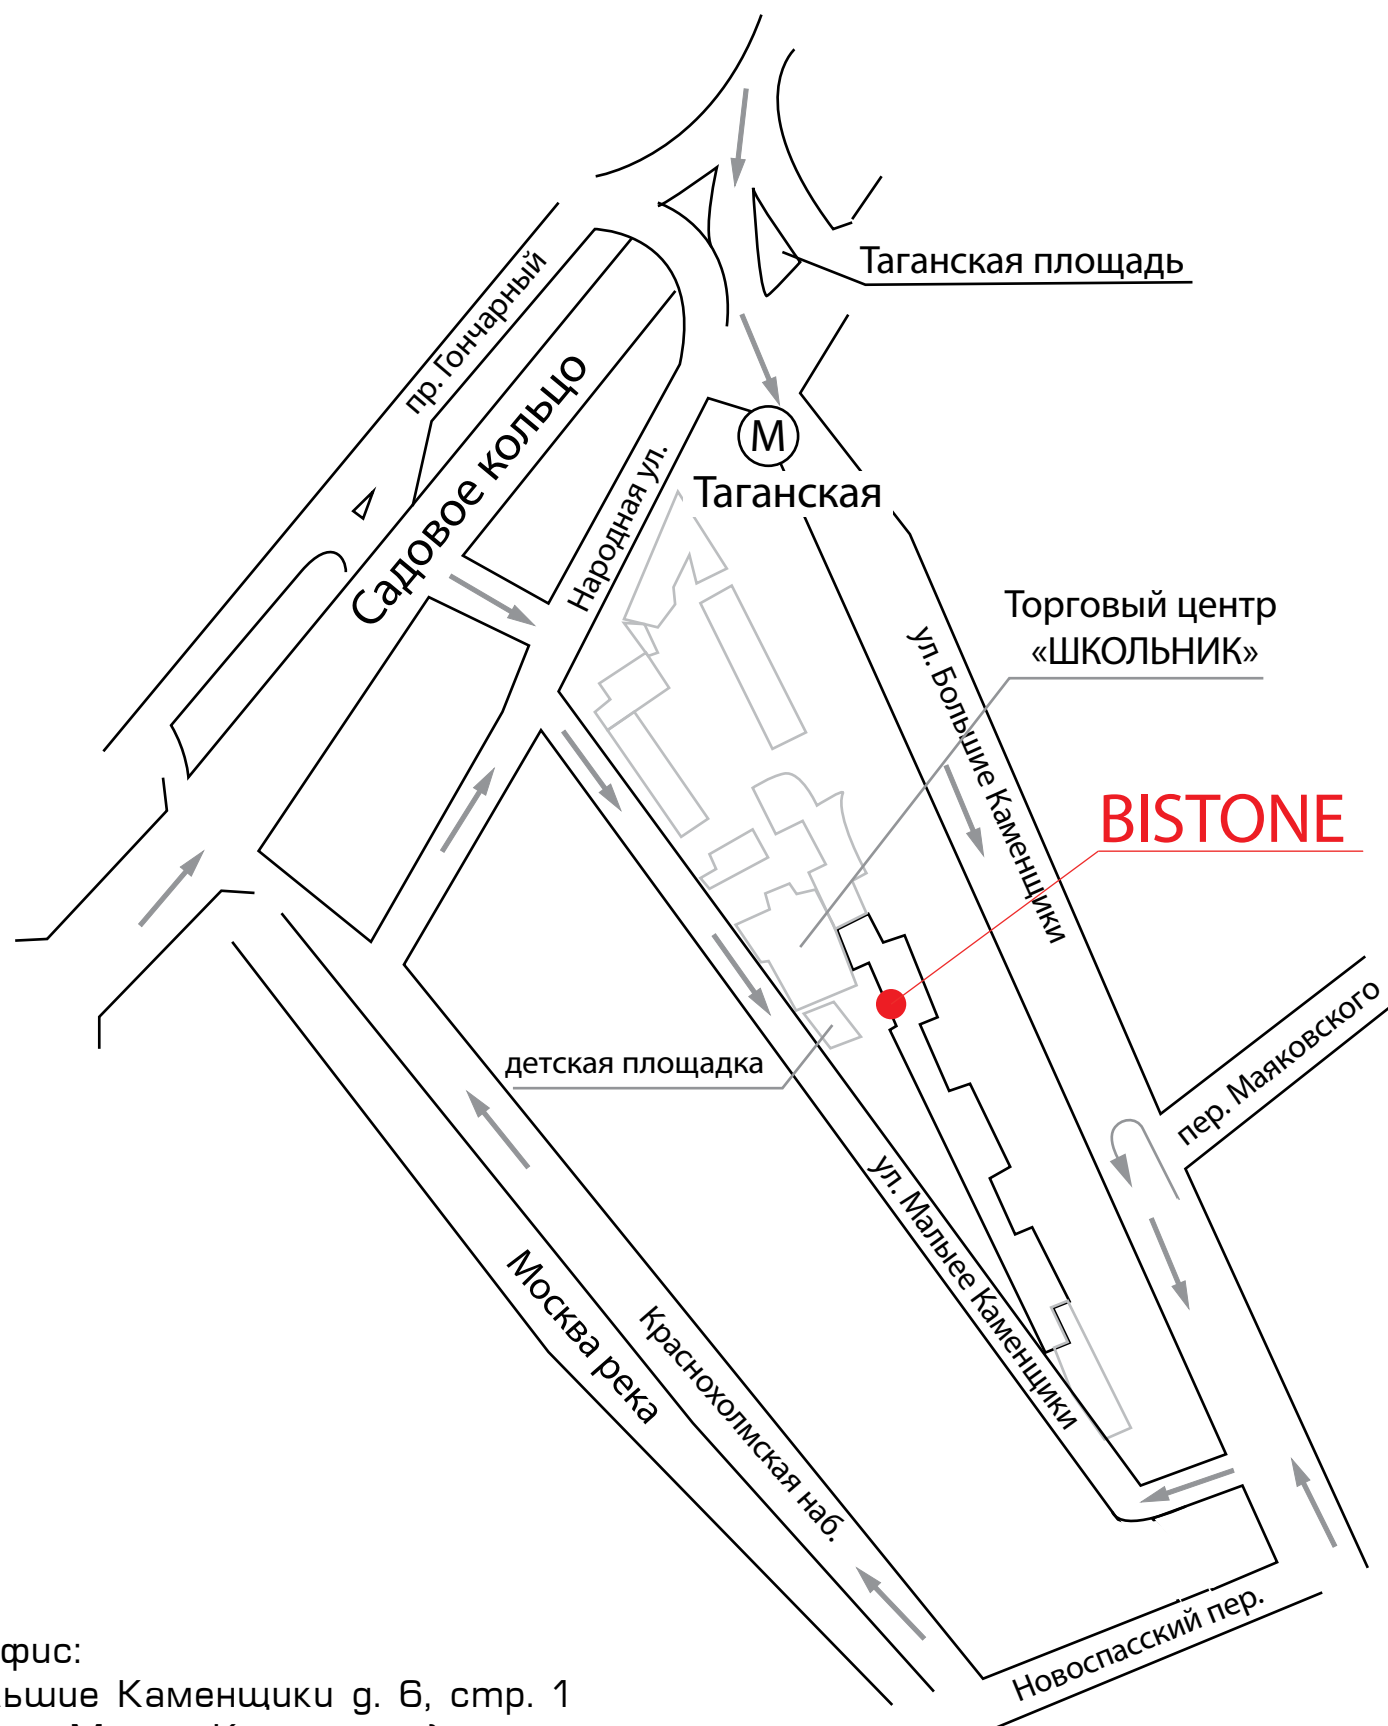 Таганская площадь
пр. Гончарный
Садовое кольцо
Народная ул.
М
Таганская
Торговый центр
«ШКОЛЬНИК»
ул. Большие Каменщики
BISTONE
пер. Маяковского
детская площадка
ул. Малыее Каменщики
Москва река
Краснохолмская наб.
Новоспасский пер.
фис:
ьшие Каменщики д. 6, стр. 1